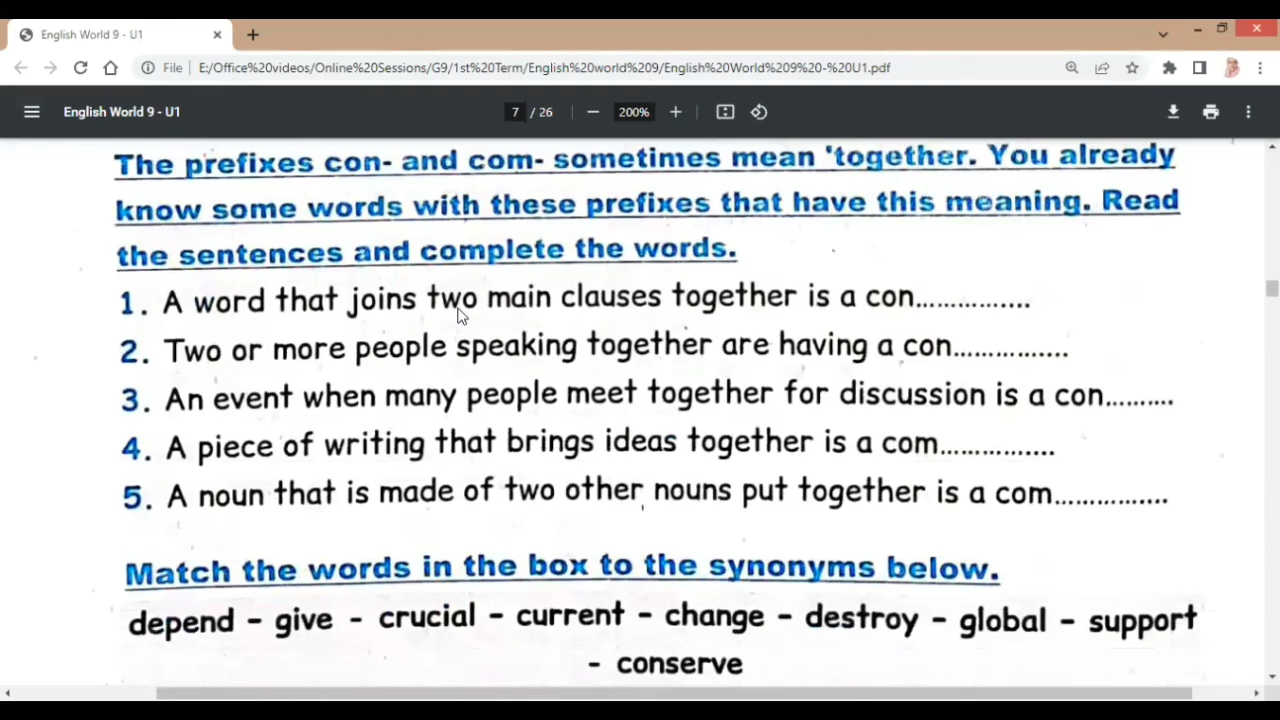 English World 9 - U1
File | E:/Office%20videos/Online%20Sessions/G9/1st%20Term/English%20world%209/English%20World%209%20-%20U1.pdf
English World 9 - U1
7 / 26
200%
The prefixes con- and com- sometimes mean 'together. You already
know some words with these prefixes that have this meaning. Read
the sentences and complete the words.
1. A word that joins two main clauses together is a con................
2. Two or more people speaking together are having a con................
3. An event when many people meet together for discussion is a con..........
4. A piece of writing that brings ideas together is a com................
5. A noun that is made of two other nouns put together is a com................
Match the words in the box to the synonyms below.
depend - give - crucial - current - change - destroy - global - support
- conserve